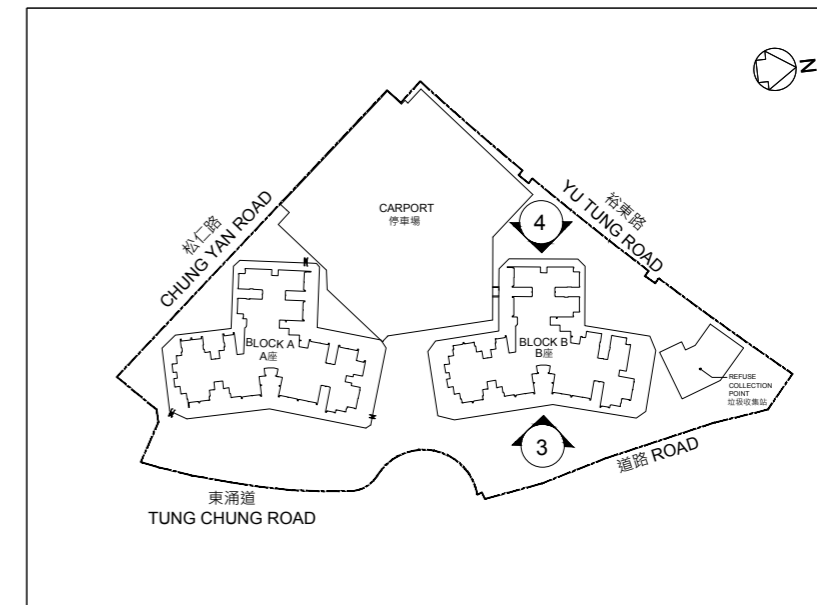 N
CARPORT
停車場
松仁路
CHUNG YAN ROAD
裕東路
YU TUNG ROAD
4
BLOCK A
A座
BLOCK B
B座
REFUSE
COLLECTION
POINT
垃圾收集站
3
道路 ROAD
東涌道
TUNG CHUNG ROAD